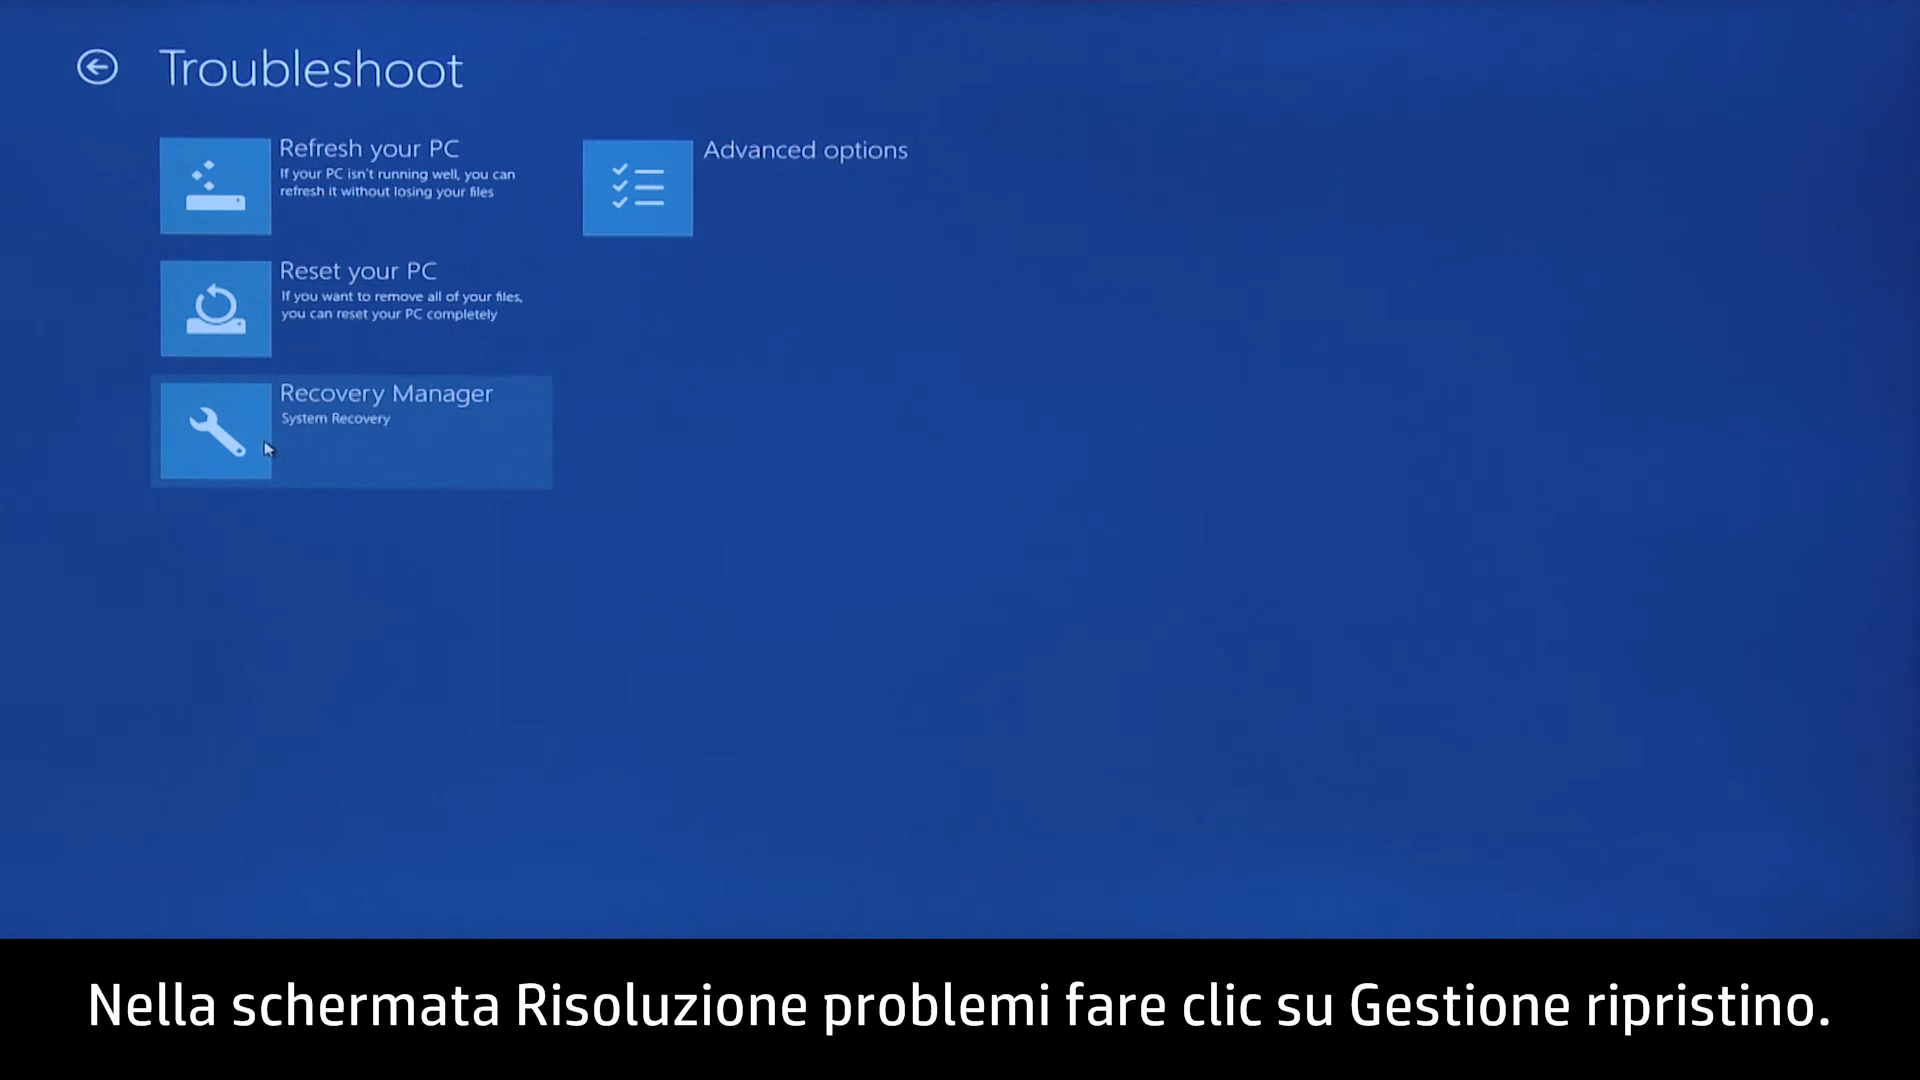 Troubleshoot
Refresh your PC
If your PC isn't running well, you can
refresh it without losing your files
Reset your PC
If you want to remove all of your files,
you can reset your PC completely
Recovery Manager
System Recovery
Advanced options
Nella schermata Risoluzione problemi fare clic su Gestione ripristino.